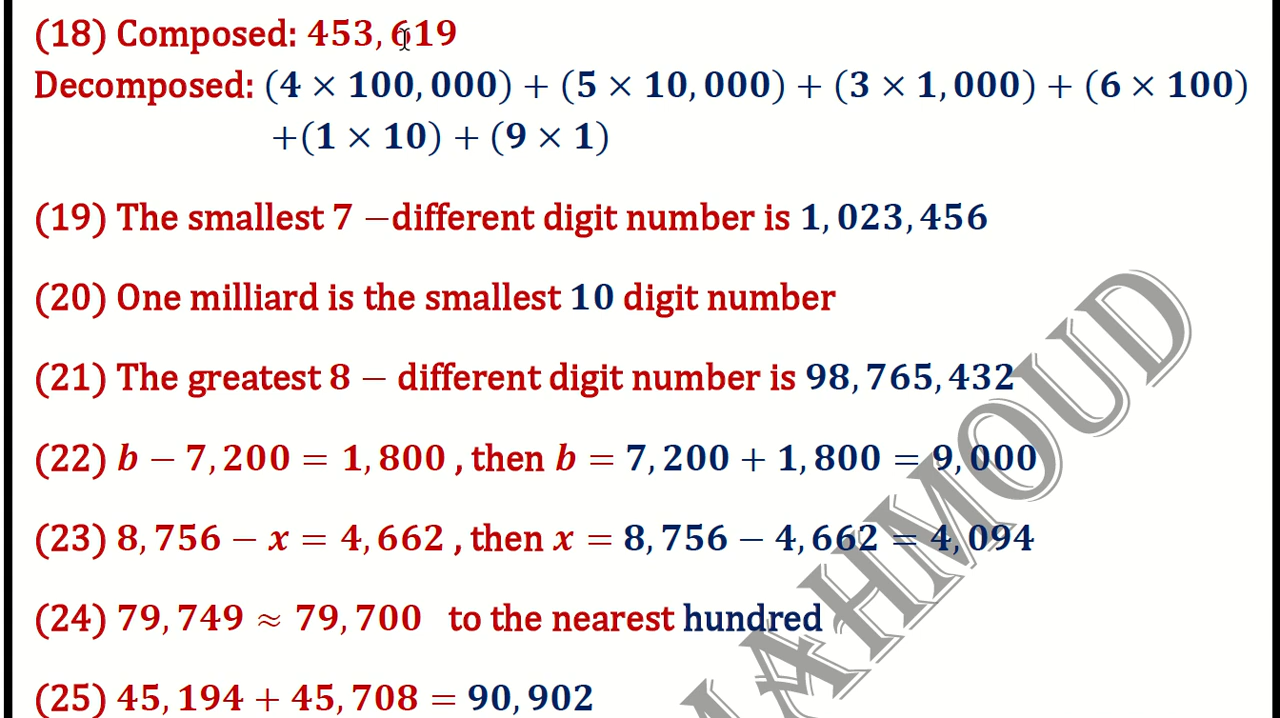 (18) Composed: 453,619
Decomposed: (4 × 100,000) + (5 × 10,000) + (3 × 1,000) + (6 × 100)
+(1 × 10) + (9 × 1)
(19) The smallest 7 −different digit number is 1,023,456
(20) One milliard is the smallest 10 digit number
(21) The greatest 8 − different digit number is 98,765,432
(22) b − 7,200 = 1,800 , then b = 7,200 + 1,800 = 9,000
(23) 8,756 − x = 4,662 , then x = 8,756 − 4,662 = 4,094
(24) 79,749 ≈ 79,700 to the nearest hundred
(25) 45,194 + 45,708 = 90,902
AHMOUD